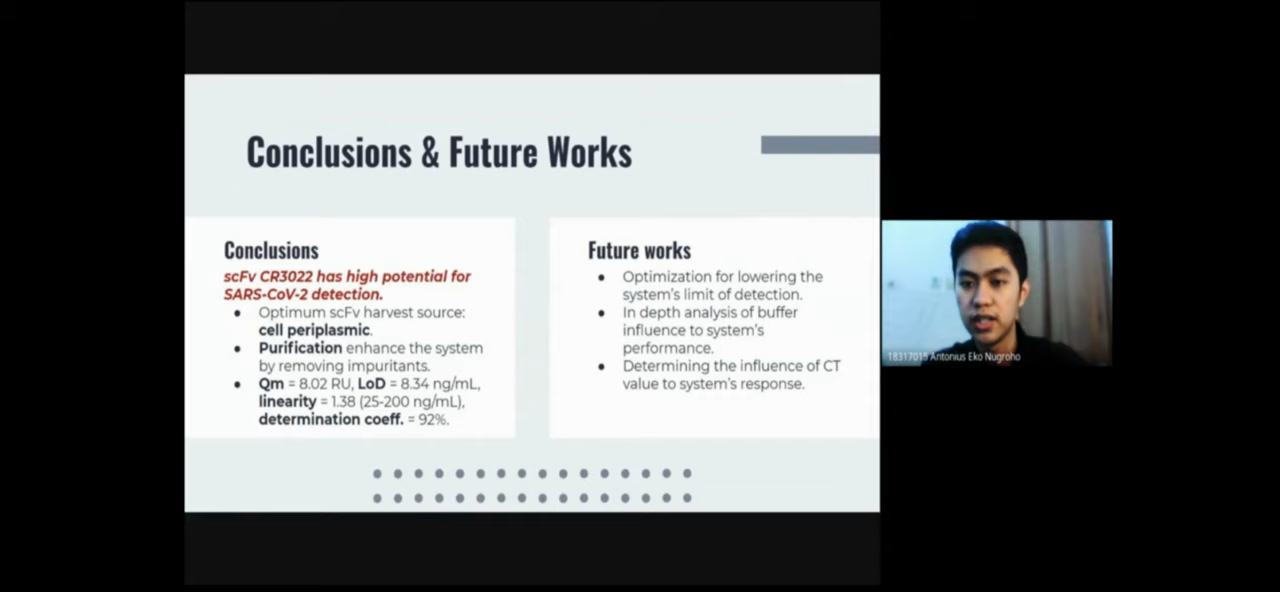 Conclusions & Future Works
Conclusions
scFv CR3022 has high potential for
SARS-CoV-2 detection.
● Optimum scFv harvest source:
cell periplasmic.
● Purification enhance the system
by removing impuritants.
● Qm = 8.02 RU, LoD = 8.34 ng/mL,
linearity = 1.38 (25-200 ng/mL),
determination coeff. = 92%.
Future works
● Optimization for lowering the
system's limit of detection.
● In depth analysis of buffer
influence to system's
performance.
● Determining the influence of CT
value to system's response.
18317015 Antonius Eko Nugroho